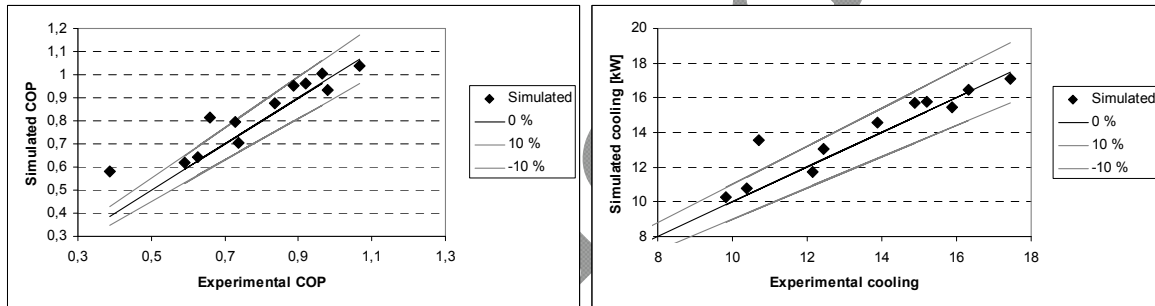 1,2
1,1
1
0,9
0,8
0,7
0,6
0,5
0,4
0,3
Simulated COP
0,3 0,5 0,7 0,9 1,1 1,3
Experimental COP
Simulated
0 %
10 %
-10 %
20
18
16
14
12
10
8
Simulated cooling [kW]
8 10 12 14 16 18
Experimental cooling
Simulated
0 %
10 %
-10 %